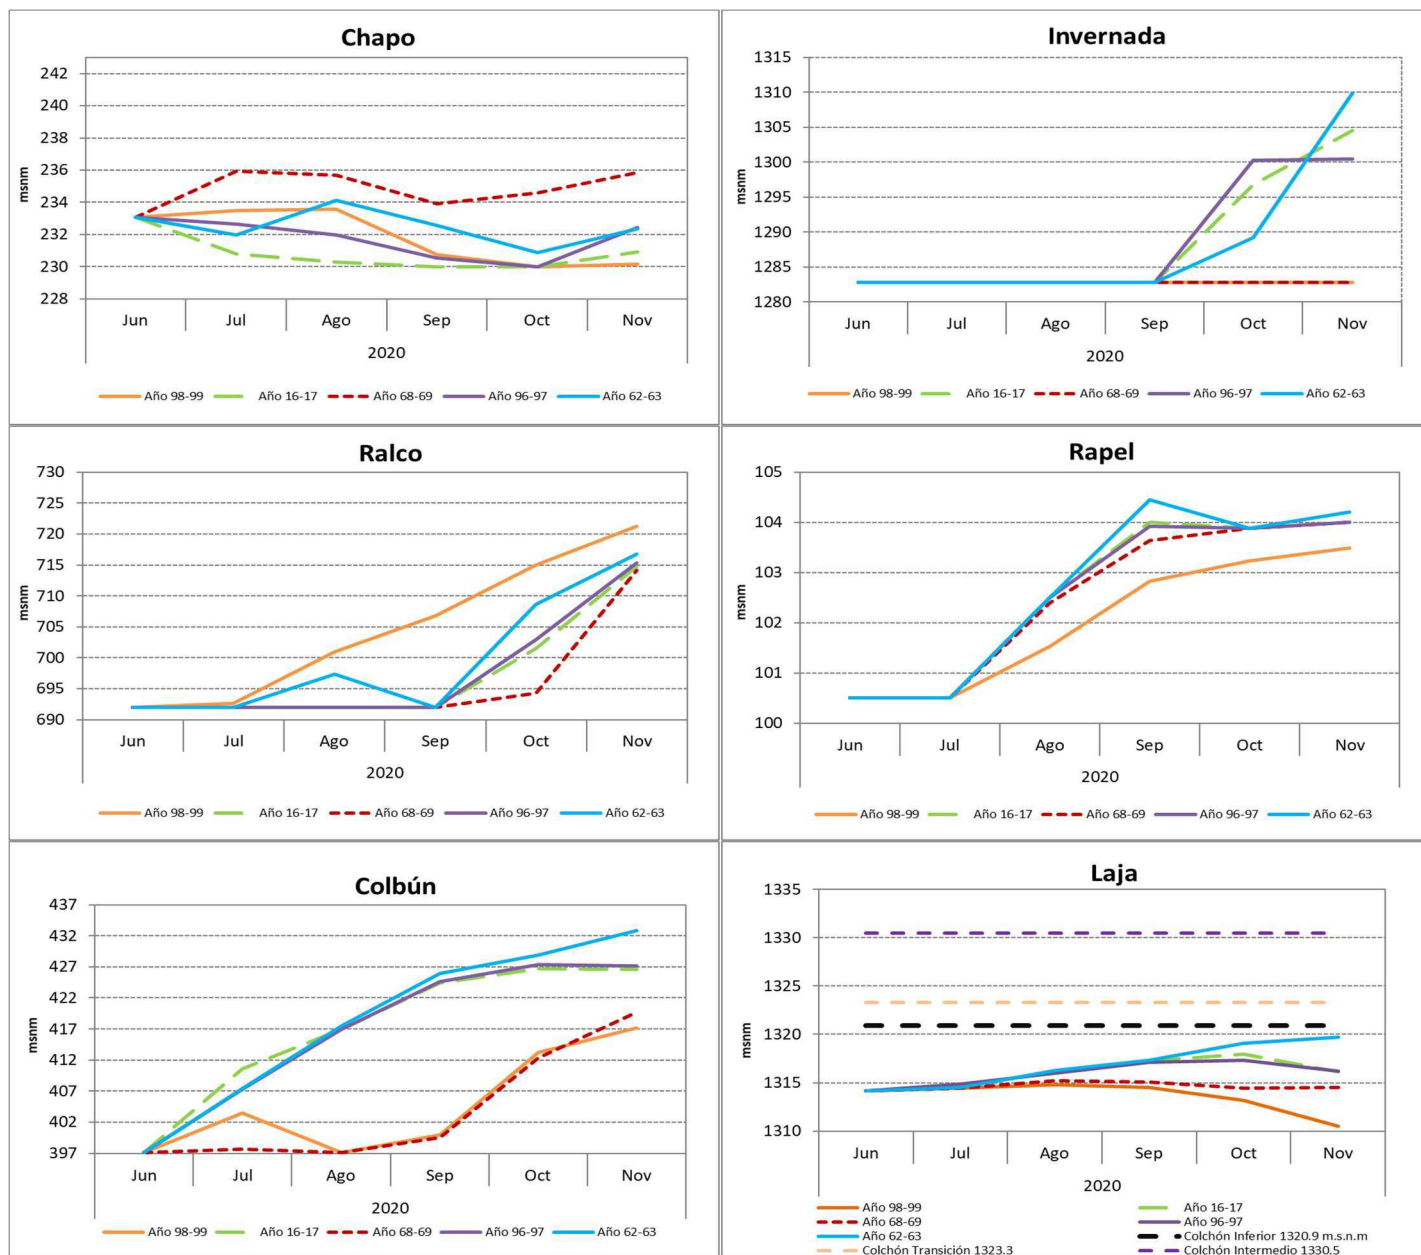 Chapo
msnm
242
240
238
236
234
232
230
228
Jun Jul Ago Sep Oct Nov
2020
Año 98-99 Año 16-17 Año 68-69 Año 96-97 Año 62-63
Invernada
msnm
1315
1310
1305
1300
1295
1290
1285
1280
Jun Jul Ago Sep Oct Nov
2020
Año 98-99 Año 16-17 Año 68-69 Año 96-97 Año 62-63
Ralco
msnm
730
725
720
715
710
705
700
695
690
Jun Jul Ago Sep Oct Nov
2020
Año 98-99 Año 16-17 Año 68-69 Año 96-97 Año 62-63
Rapel
msnm
105
104
103
102
101
100
Jun Jul Ago Sep Oct Nov
2020
Año 98-99 Año 16-17 Año 68-69 Año 96-97 Año 62-63
Colbún
msnm
437
432
427
422
417
412
407
402
397
Jun Jul Ago Sep Oct Nov
2020
Año 98-99 Año 16-17 Año 68-69 Año 96-97 Año 62-63
Laja
msnm
1335
1330
1325
1320
1315
1310
Jun Jul Ago Sep Oct Nov
2020
Año 98-99 Año 16-17
Año 68-69 Año 96-97
Año 62-63 Colchón Inferior 1320.9 m.s.n.m
Colchón Transición 1323.3 Colchón Intermedio 1330.5